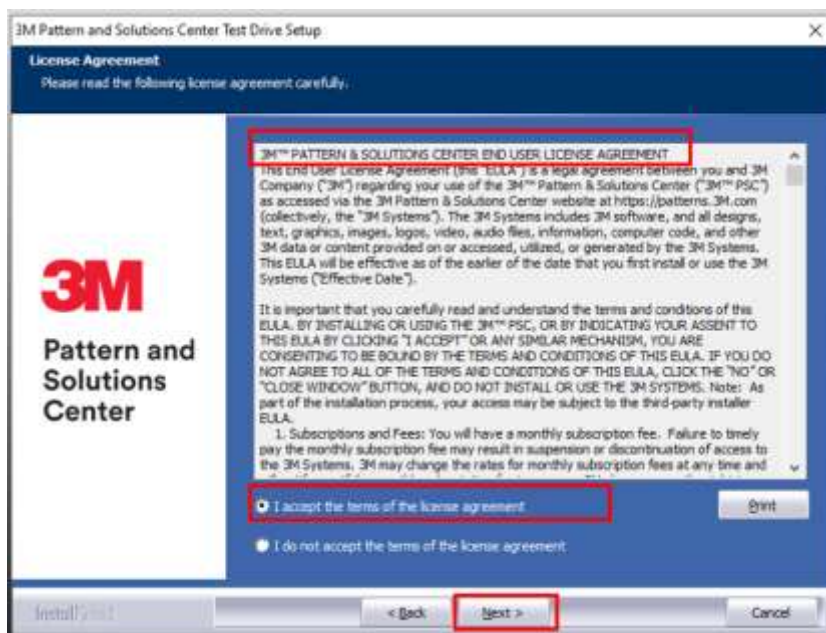 3M Pattern and Solutions Center Test Drive Setup
License Agreement
Please read the following license agreement carefully.
3M™ PATTERN & SOLUTIONS CENTER END USER LICENSE AGREEMENT
This End User License Agreement (this "EULA") is a legal agreement between you and 3M
Company ("3M") regarding your use of the 3M™ Pattern & Solutions Center ("3M™ PSC")
as accessed via the 3M Pattern & Solutions Center website at https://patterns.3M.com
(collectively, the "3M Systems"). The 3M Systems includes 3M software, and all designs,
text, graphics, images, logos, video, audio files, information, computer code, and other
3M data or content provided on or accessed, utilized, or generated by the 3M Systems.
This EULA will be effective as of the earlier of the date that you first install or use the 3M
Systems ("Effective Date").
It is important that you carefully read and understand the terms and conditions of this
EULA. BY INSTALLING OR USING THE 3M™ PSC, OR BY INDICATING YOUR ASSENT TO
THIS EULA BY CLICKING "I ACCEPT" OR ANY SIMILAR MECHANISM, YOU ARE
CONSENTING TO BE BOUND BY THE TERMS AND CONDITIONS OF THIS EULA. IF YOU DO
NOT AGREE TO ALL OF THE TERMS AND CONDITIONS OF THIS EULA, CLICK THE "NO" OR
"CLOSE WINDOW" BUTTON, AND DO NOT INSTALL OR USE THE 3M SYSTEMS. Note: As
part of the installation process, your access may be subject to the third-party installer
EULA.
1. Subscriptions and Fees: You will have a monthly subscription fee. Failure to timely
pay the monthly subscription fee may result in suspension or discontinuation of access to
the 3M Systems. 3M may change the rates for monthly subscription fees at any time and
3M
Pattern and
Solutions
Center
I accept the terms of the license agreement
Print
I do not accept the terms of the license agreement
< Back
Next >
Cancel